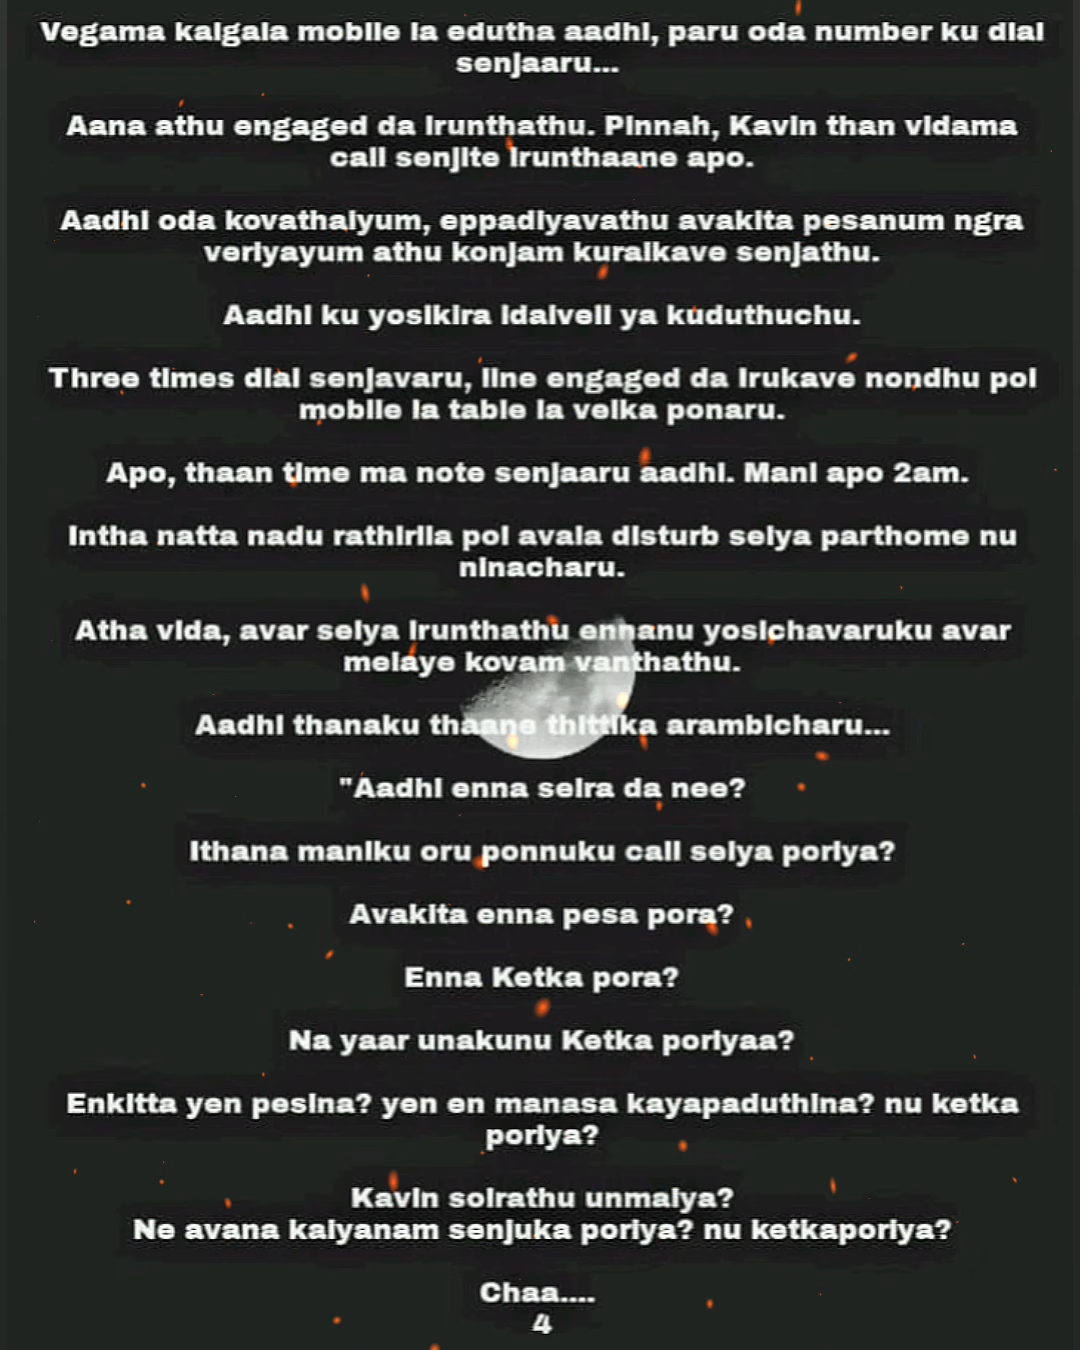 Vegama kaigala mobile la edutha aadhi, paru oda number ku dial
senjaaru...
Aana athu engaged da irunthathu. Pinnah, Kavin than vidama
call senjite irunthaane apo.
Aadhi oda kovathaiyum, eppadiyavathu avakita pesanum ngra
veriyayum athu konjam kuraikave senjathu.
Aadhi ku yosikira idaiveli ya kuduthuchu.
Three times dial senjavaru, line engaged da irukave nondhu poi
mobile la table la veika ponaru.
Apo, thaan time ma note senjaaru aadhi. Mani apo 2am.
Intha natta nadu rathirila poi avala disturb seiya parthome nu
ninacharu.
Atha vida, avar seiya irunthathu ennanu yosichavaruku avar
melaye kovam vanthathu.
Aadhi thanaku thaane thittika arambicharu...
"Aadhi enna seira da nee?
Ithana maniku oru ponnuku call seiya poriya?
Avakita enna pesa pora?
Enna Ketka pora?
Na yaar unakunu Ketka poriyaa?
Enkitta yen pesina? yen en manasa kayapaduthina? nu ketka
poriya?
Kavin soirathu unmaiya?
Ne avana kalyanam senjuka poriya? nu ketkaporiya?
Chaa....
4